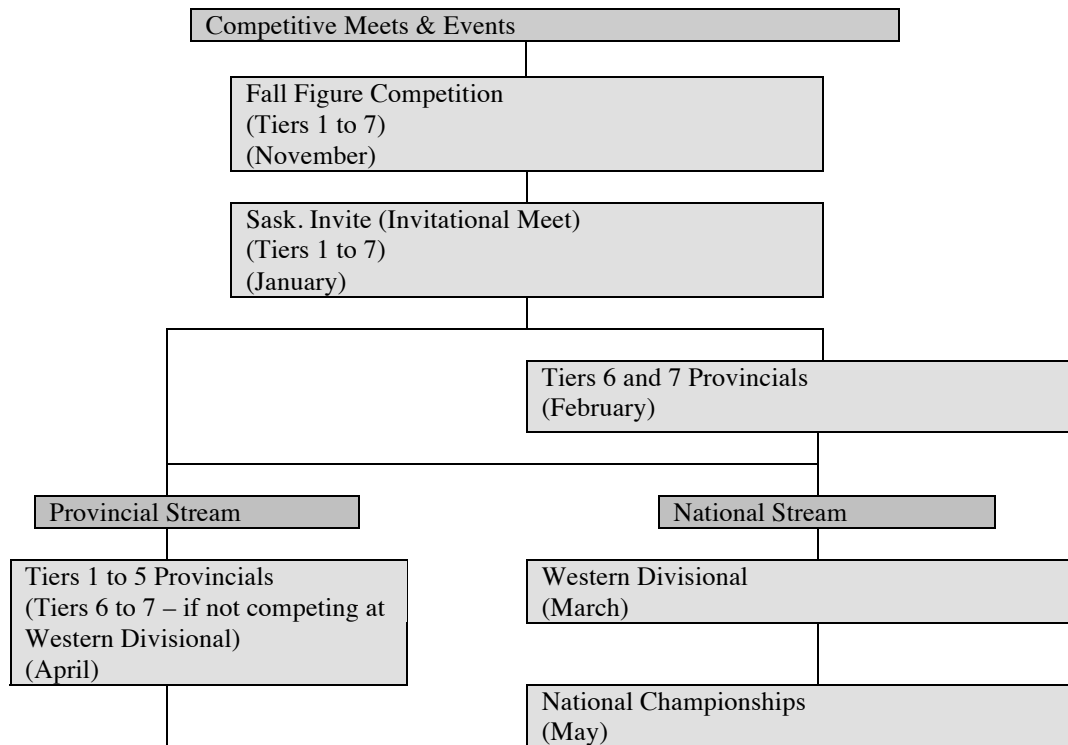 Competitive Meets & Events
Fall Figure Competition
(Tiers 1 to 7)
(November)
Sask. Invite (Invitational Meet)
(Tiers 1 to 7)
(January)
Tiers 6 and 7 Provincials
(February)
Provincial Stream
National Stream
Tiers 1 to 5 Provincials
(Tiers 6 to 7 – if not competing at
Western Divisional)
(April)
Western Divisional
(March)
National Championships
(May)